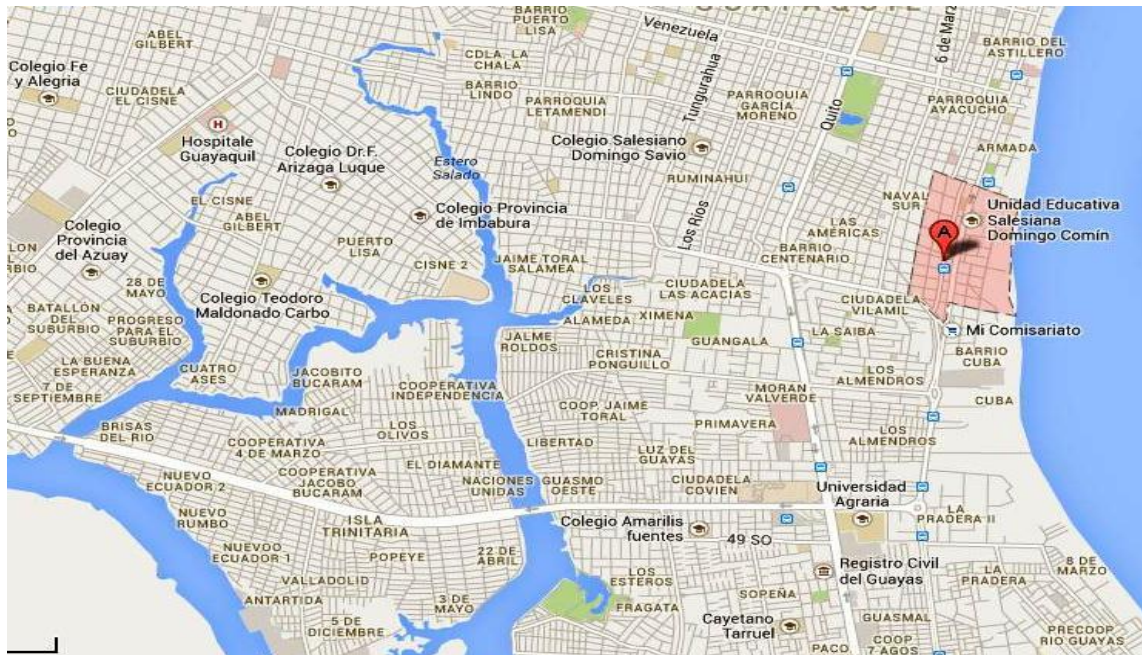 GUAYAQUIL
BARRIO
PUERTO
LISA
Venezuela
6 de Marz
ABEL
GILBERT
BARRIO DEL
ASTILLERO
CDLA. LA
CHALA
Colegio Fe
y Alegria
BARRIO
LINDO
CIUDADELA
EL CISNE
PARROQUIA
LETAMENDI
Tungurahua
PARROQUIA
GARCÍA
MORENO
Quito
PARROQUIA
AYACUCHO
H
Hospitale
Guayaquil
Colegio Dr.F.
Arizaga Luque
Estero
Salado
Colegio Salesiano
Domingo Savio
ARMADA
RUMINAHUI
EL CISNE
NAVAL
SUR
Unidad Educativa
Salesiana
Domingo Comín
ABEL
GILBERT
Colegio Provincia
de Imbabura
Los Ríos
LAS
AMÉRICAS
A
Colegio
Provincia
del Azuay
LON
RBIO
PUERTO
LISA
CISNE 2
JAIME TORAL
SALAMEA
BARRIO
CENTENARIO
28 DE
MAYO
Colegio Teodoro
Maldonado Carbo
LOS
CLAVELES
CIUDADELA
LAS ACACIAS
CIUDADELA
VILAMIL
BATALLÓN
DEL
SUBURBIO
PROGRESO
PARA EL
SUBURBIO
ALAMEDA
XIMENA
LA SAIBA
Mi Comisariato
JALME
ROLDOS
GUANGALA
BARRIO
CUBA
LA BUENA
ESPERANZA
CUATRO
ASES
JACOBITO
BUCARAM
COOPERATIVA
INDEPENDENCIA
CRISTINA
PONGUILLO
LOS
ALMENDROS
7 DE
SEPTIEMBRE
MORAN
VALVERDE
CUBA
MADRIGAL
COOP. JAIME
TORAL
BRISAS
DEL RIO
LOS
OLIVOS
PRIMAVERA
COOPERATIVA
4 DE MARZO
LIBERTAD
LOS
ALMENDROS
LUZ DEL
GUAYAS
EL DIAMANTE
NUEVO
ECUADOR 2
COOPERATIVA
JACOBO
BUCARAM
NACIONES
UNIDAS
GUASMO
OESTE
CIUDADELA
COVIEN
Universidad
Agraria
NUEVO
RUMBO
ISLA
TRINITARIA
Colegio Amarilis
fuentes
LA
PRADERA II
49 SO
NUEVOO
ECUADOR 1
POPEYE
22 DE
ABRIL
Registro Civil
del Guayas
8 DE
MARZO
VALLADOLID
LOS
ESTEROS
LA
PRADERA
SOPEÑA
ANTARTIDA
3 DE
MAYO
FRAGATA
5 DE
DICIEMBRE
Cayetano
Tarruel
GUASMAL
PRECOOP
RIO GUAYAS
PACO
COOP
7 AGOS